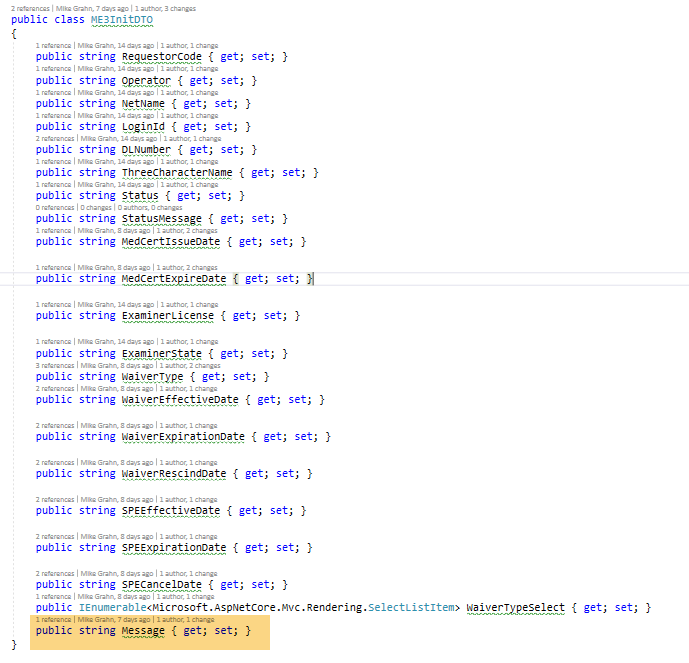 2 references | Mike Grahn, 7 days ago | 1 author, 3 changes
public class ME3InitDTO
{
1 reference | Mike Grahn, 14 days ago | 1 author, 1 change
public string RequestorCode { get; set; }
1 reference | Mike Grahn, 14 days ago | 1 author, 1 change
public string Operator { get; set; }
1 reference | Mike Grahn, 14 days ago | 1 author, 1 change
public string NetName { get; set; }
1 reference | Mike Grahn, 14 days ago | 1 author, 1 change
public string LoginId { get; set; }
2 references | Mike Grahn, 14 days ago | 1 author, 1 change
public string DLNumber { get; set; }
1 reference | Mike Grahn, 14 days ago | 1 author, 1 change
public string ThreeCharacterName { get; set; }
1 reference | Mike Grahn, 14 days ago | 1 author, 1 change
public string Status { get; set; }
0 references | 0 changes | 0 authors, 0 changes
public string StatusMessage { get; set; }
1 reference | Mike Grahn, 8 days ago | 1 author, 2 changes
public string MedCertIssueDate { get; set; }
1 reference | Mike Grahn, 8 days ago | 1 author, 2 changes
public string MedCertExpireDate { get; set; }
1 reference | Mike Grahn, 14 days ago | 1 author, 1 change
public string ExaminerLicense { get; set; }
1 reference | Mike Grahn, 14 days ago | 1 author, 1 change
public string ExaminerState { get; set; }
3 references | Mike Grahn, 8 days ago | 1 author, 2 changes
public string WaiverType { get; set; }
2 references | Mike Grahn, 8 days ago | 1 author, 1 change
public string WaiverEffectiveDate { get; set; }
2 references | Mike Grahn, 8 days ago | 1 author, 1 change
public string WaiverExpirationDate { get; set; }
2 references | Mike Grahn, 8 days ago | 1 author, 1 change
public string WaiverRescindDate { get; set; }
2 references | Mike Grahn, 8 days ago | 1 author, 1 change
public string SPEEffectiveDate { get; set; }
2 references | Mike Grahn, 8 days ago | 1 author, 1 change
public string SPEExpirationDate { get; set; }
2 references | Mike Grahn, 8 days ago | 1 author, 1 change
public string SPECancelDate { get; set; }
1 reference | Mike Grahn, 8 days ago | 1 author, 1 change
public IEnumerable<Microsoft.AspNetCore.Mvc.Rendering.SelectListItem> WaiverTypeSelect { get; set; }
1 reference | Mike Grahn, 7 days ago | 1 author, 1 change
public string Message { get; set; }
}